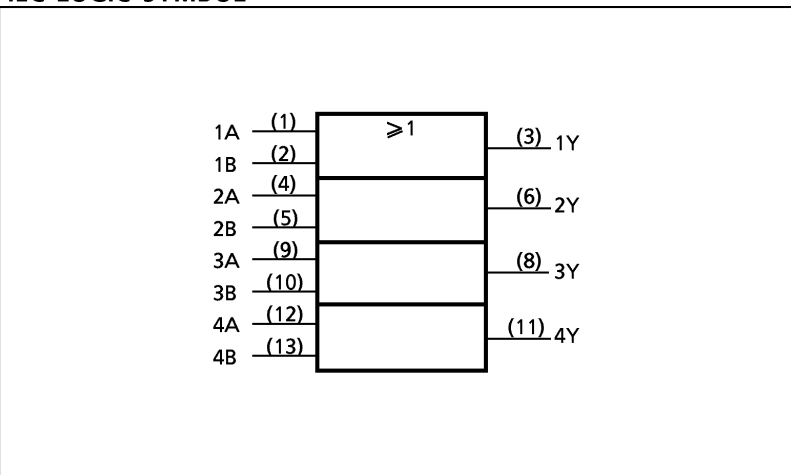 IEC LOGIC SYMBOL
⩾1
1A (1)
1B (2)
(3) 1Y
2A (4)
2B (5)
(6) 2Y
3A (9)
3B (10)
(8) 3Y
4A (12)
4B (13)
(11) 4Y